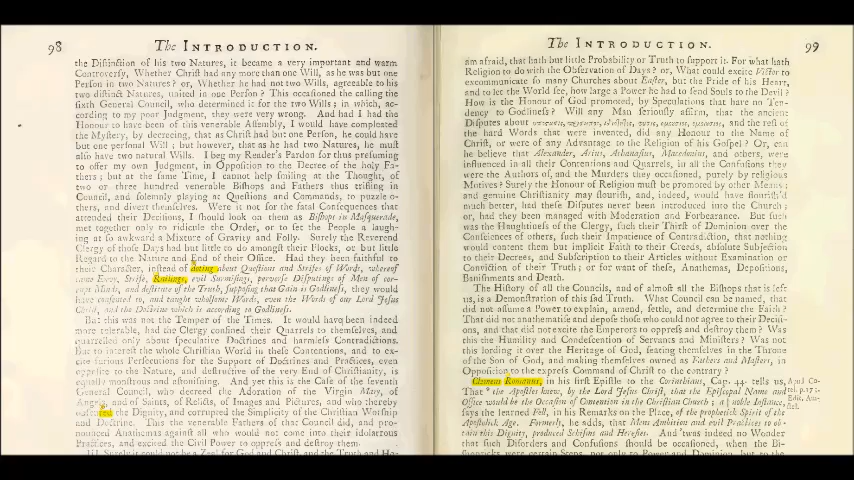 98
The INTRODUCTION.
the Distinction of his two Natures, it became a very important and warm
Controversy, Whether Christ had any more than one Will, as he was but one
Person in two Natures? or, Whether he had not two Wills, agreeable to his
two distinct Natures, united in one Person? This occasioned the calling the
sixth General Council, who determined it for the two Wills; in which, ac-
cording to my poor Judgment, they were very wrong. And had I had the
Honour to have been of this venerable Assembly, I would have completed
the Mystery, by decreeing, that as Christ had but one Person, he could have
but one personal Will; but however, that as he had two Natures, he must
also have two natural Wills. I beg my Reader's Pardon for thus presuming
to offer my own Judgment, in Opposition to the Decree of the holy Fa-
thers; but at the same Time, I cannot help smiling at the Thought, of
two or three hundred venerable Bishops and Fathers thus trifling in
Council, and solemnly playing at Questions and Commands, to puzzle o-
thers, and divert themselves. Were it not for the fatal Consequences that
attended their Decisions, I should look on them as Bishops in Masquerade,
met together only to ridicule the Order, or to set the People a laugh-
ing at so awkward a Mixture of Gravity and Folly. Surely the Reverend
Clergy of those Days had but little to do amongst their Flocks, or but little
Regard to the Nature and End of their Office. Had they been faithful to
their Character, instead of doting about Questions and Strifes of Words, whereof
came Envy, Strife, Railings, evil Surmisings, perverse Disputings of Men of cor-
rupt Minds, and destitute of the Truth, supposing that Gain is Godliness, they would
have consented to, and taught wholsome Words, even the Words of our Lord Jesus
Christ, and the Doctrine which is according to Godliness.
But this was not the Temper of the Times. It would have been indeed
more tolerable, had the Clergy confined their Quarrels to themselves, and
quarrelled only about speculative Doctrines and harmless Contradictions.
But to interest the whole Christian World in these Contentions, and to ex-
cite furious Persecutions for the Support of Doctrines and Practices, even
opposite to the Nature, and destructive of the very End of Christianity, is
equally monstrous and astonishing. And yet this is the Case of the seventh
General Council, who decreed the Adoration of the Virgin Mary, of
Angels, and of Saints, of Relicks, of Images and Pictures, and who thereby
the Dignity, and corrupted the Simplicity of the Christian Worship
and Doctrine. This the venerable Fathers of that Council did, and pro-
nounced Anathemas against all who would not come into their idolatrous
Practices, and excited the Civil Power to oppress and destroy them.
Surely it could not be a Zeal for God and Christ, and the Truth and Ho-
The INTRODUCTION.
99
am afraid, that hath but little Probability or Truth to support it. For what hath
Religion to do with the Observation of Days? or, What could excite Victor to
excommunicate so many Churches about Easter, but the Pride of his Heart,
and to let the World see, how large a Power he had to send Souls to the Devil?
How is the Honour of God promoted, by Speculations that have no Ten-
dency to Godliness? Will any Man seriously affirm, that the ancient
Disputes about and the rest of
the hard Words that were invented, did any Honour to the Name of
Christ, or were of any Advantage to the Religion of his Gospel? Or, can
he believe that Alexander, Arius, Athanasius, Macedonius, and others, were
influenced in all their Contentions and Quarrels, in all the Confusions they
were the Authors of, and the Murders they occasioned, purely by religious
Motives? Surely the Honour of Religion must be promoted by other Means;
and genuine Christianity may flourish, and, indeed, would have flourish'd
much better, had these Disputes never been introduced into the Church;
or, had they been managed with Moderation and Forbearance. But such
was the Haughtiness of the Clergy, such their Thirst of Dominion over the
Consciences of others, such their Impatience of Contradiction, that nothing
would content them but implicit Faith to their Creeds, absolute Subjection
to their Decrees, and Subscription to their Articles without Examination or
Conviction of their Truth; or for want of these, Anathemas, Depositions,
Banishments and Death.
The History of all the Councils, and of almost all the Bishops that is left
us, is a Demonstration of this sad Truth. What Council can be named, that
did not assume a Power to explain, amend, settle, and determine the Faith?
That did not anathematise and depose those who could not agree to their Decisi-
ons, and that did not excite the Emperors to oppress and destroy them? Was
this the Humility and Condescension of Servants and Ministers? Was not
this lording it over the Heritage of God, seating themselves in the Throne
of the Son of God, and making themselves owned as Fathers and Masters, in
Opposition to the express Command of Christ to the contrary?
Clemens Romanus, in his first Epistle to the Corinthians, Cap. 44. tells us,
That "the Apostles knew, by the Lord Jesus Christ, that the Episcopal Name and
Office would be the Occasion of Contention in the Christian Church; a noble Instance,
says the learned Fell, in his Remarks on the Place, of the prophetick Spirit of the
Apostolick Age. Formerly, he adds, that Mens Ambition and evil Practices to ob-
tain this Dignity, produced Schisms and Heresies. And 'twas indeed no Wonder
that such Disorders and Confusions should be occasioned, when the Bi-
shopricks were certain Steps, not only to Power and Dominion, but to the